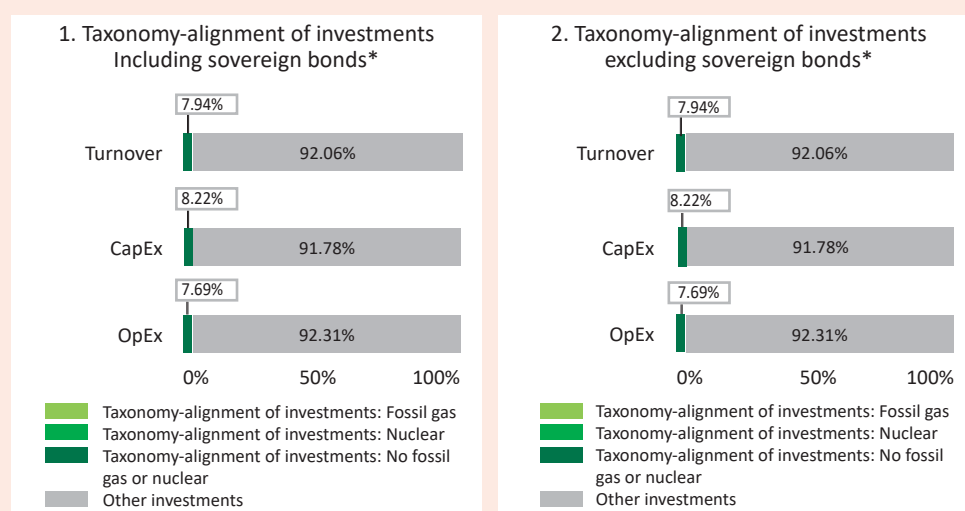 1. Taxonomy-alignment of investments
Including sovereign bonds*
7.94%
Turnover
92.06%
8.22%
CapEx
91.78%
7.69%
OpEx
92.31%
0%
50%
100%
Taxonomy-alignment of investments: Fossil gas
Taxonomy-alignment of investments: Nuclear
Taxonomy-alignment of investments: No fossil
gas or nuclear
Other investments
2. Taxonomy-alignment of investments
excluding sovereign bonds*
7.94%
Turnover
92.06%
8.22%
CapEx
91.78%
7.69%
OpEx
92.31%
0%
50%
100%
Taxonomy-alignment of investments: Fossil gas
Taxonomy-alignment of investments: Nuclear
Taxonomy-alignment of investments: No fossil
gas or nuclear
Other investments